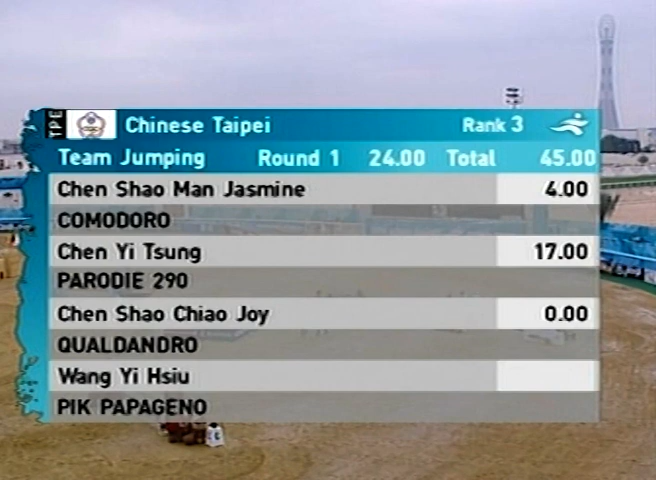 TPE Chinese Taipei Rank 3
Team Jumping Round 1 24.00 Total 45.00
Chen Shao Man Jasmine 4.00
COMODORO
Chen Yi Tsung 17.00
PARODIE 290
Chen Shao Chiao Joy 0.00
QUALDANDRO
Wang Yi Hsiu
PIK PAPAGENO